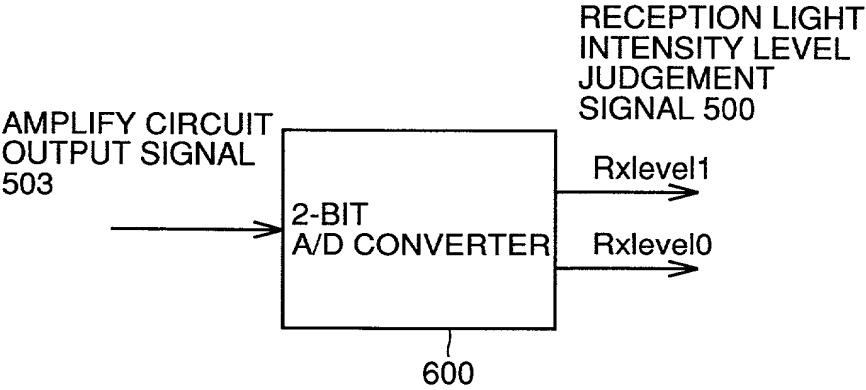 RECEPTION LIGHT
INTENSITY LEVEL
JUDGEMENT
SIGNAL 500
AMPLIFY CIRCUIT
OUTPUT SIGNAL
503
Rxlevel1
2-BIT
A/D CONVERTER
Rxlevel0
600